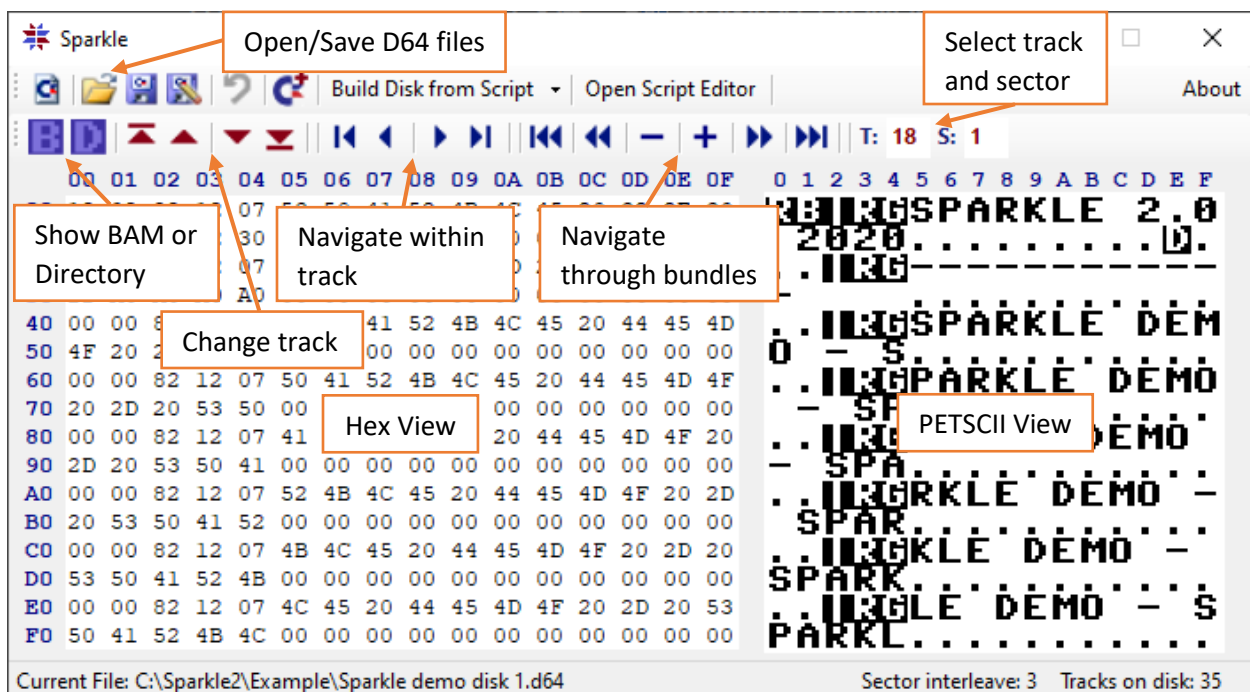 Sparkle
Open/Save D64 files
Select track
and sector
Build Disk from Script
Open Script Editor
About
T: 18 S: 1
00 01 02 03 04 05 06 07 08 09 0A 0B 0C 0D 0E 0F
0 1 2 3 4 5 6 7 8 9 A B C D E F
Show BAM or
Directory
Navigate within
track
Navigate
through bundles
Change track
07
SPARKLE 2.0
30
2020..........
07
-----------
A0
-
40 00 00 41 52 4B 4C 45 20 44 45 4D
SPARKLE DEM
50 4F 20 00 00 00 00 00 00 00 00 00
O - S
60 00 00 82 12 07 50 41 52 4B 4C 45 20 44 45 4D 4F
PARKLE DEMO
70 20 2D 20 53 50 00 00 00 00 00 00 00
- SP
Hex View
PETSCII View
80 00 00 82 12 07 41 20 44 45 4D 4F 20
DEMO
90 2D 20 53 50 41 00 00 00 00 00 00 00 00 00 00 00
- SPA...........
A0 00 00 82 12 07 52 4B 4C 45 20 44 45 4D 4F 20 2D
RKLE DEMO -
B0 20 53 50 41 52 00 00 00 00 00 00 00 00 00 00 00
SPAR...........
C0 00 00 82 12 07 4B 4C 45 20 44 45 4D 4F 20 2D 20
KLE DEMO -
D0 53 50 41 52 4B 00 00 00 00 00 00 00 00 00 00 00
SPARK...........
E0 00 00 82 12 07 4C 45 20 44 45 4D 4F 20 2D 20 53
LE DEMO - S
F0 50 41 52 4B 4C 00 00 00 00 00 00 00 00 00 00 00
PARKL...........
Current File: C:\Sparkle2\Example\Sparkle demo disk 1.d64
Sector interleave: 3 Tracks on disk: 35